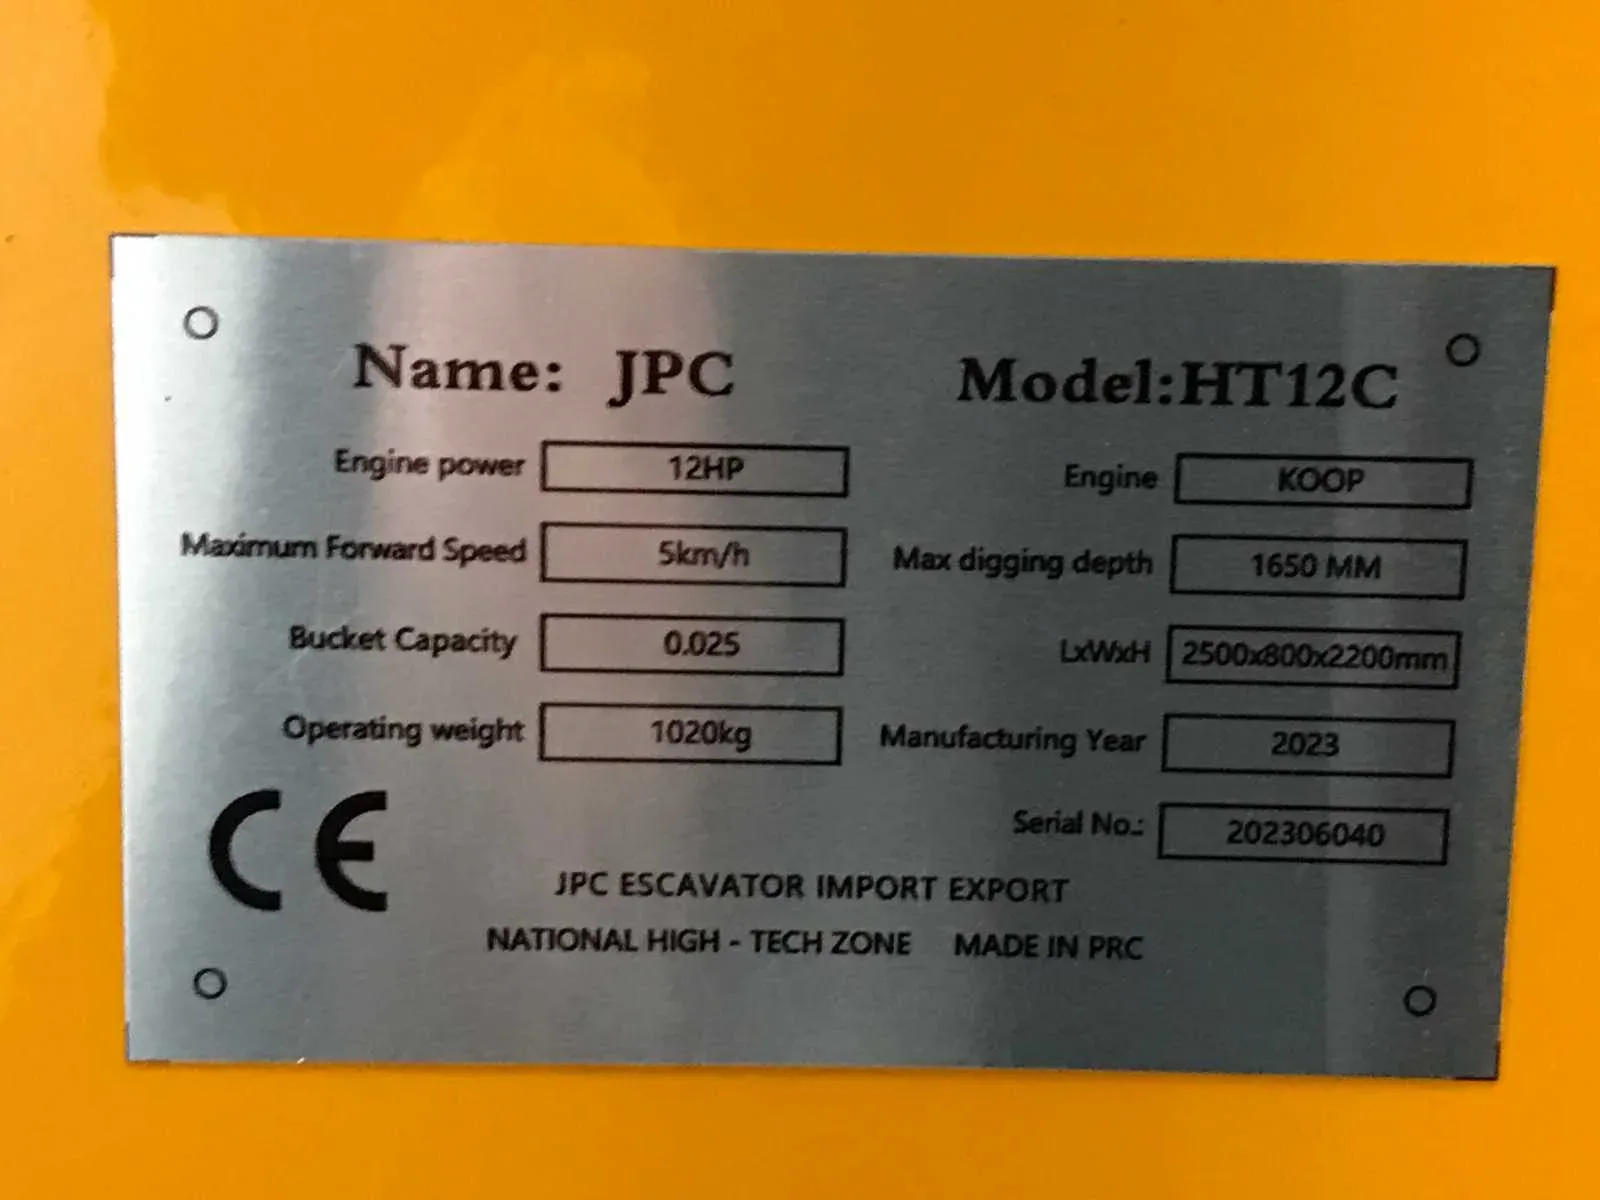 Name: JPC Model:HT12C
Engine power 12HP Engine KOOP
Maximum Forward Speed 5km/h Max digging depth 1650 MM
Bucket Capacity 0.025 LxWxH 2500x800x2200mm
Operating weight 1020kg Manufacturing Year 2023
Serial No.: 202306040
CE
JPC ESCAVATOR IMPORT EXPORT
NATIONAL HIGH - TECH ZONE MADE IN PRC